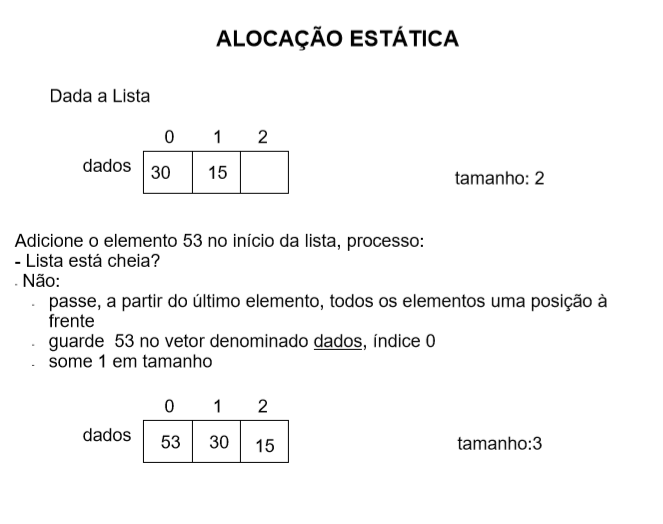 ALOCAÇÃO ESTÁTICA
Dada a Lista
0 1 2
dados 30 15
tamanho: 2
Adicione o elemento 53 no início da lista, processo:
- Lista está cheia?
. Não:
. passe, a partir do último elemento, todos os elementos uma posição à
frente
. guarde 53 no vetor denominado dados, índice 0
. some 1 em tamanho
0 1 2
dados 53 30 15
tamanho:3